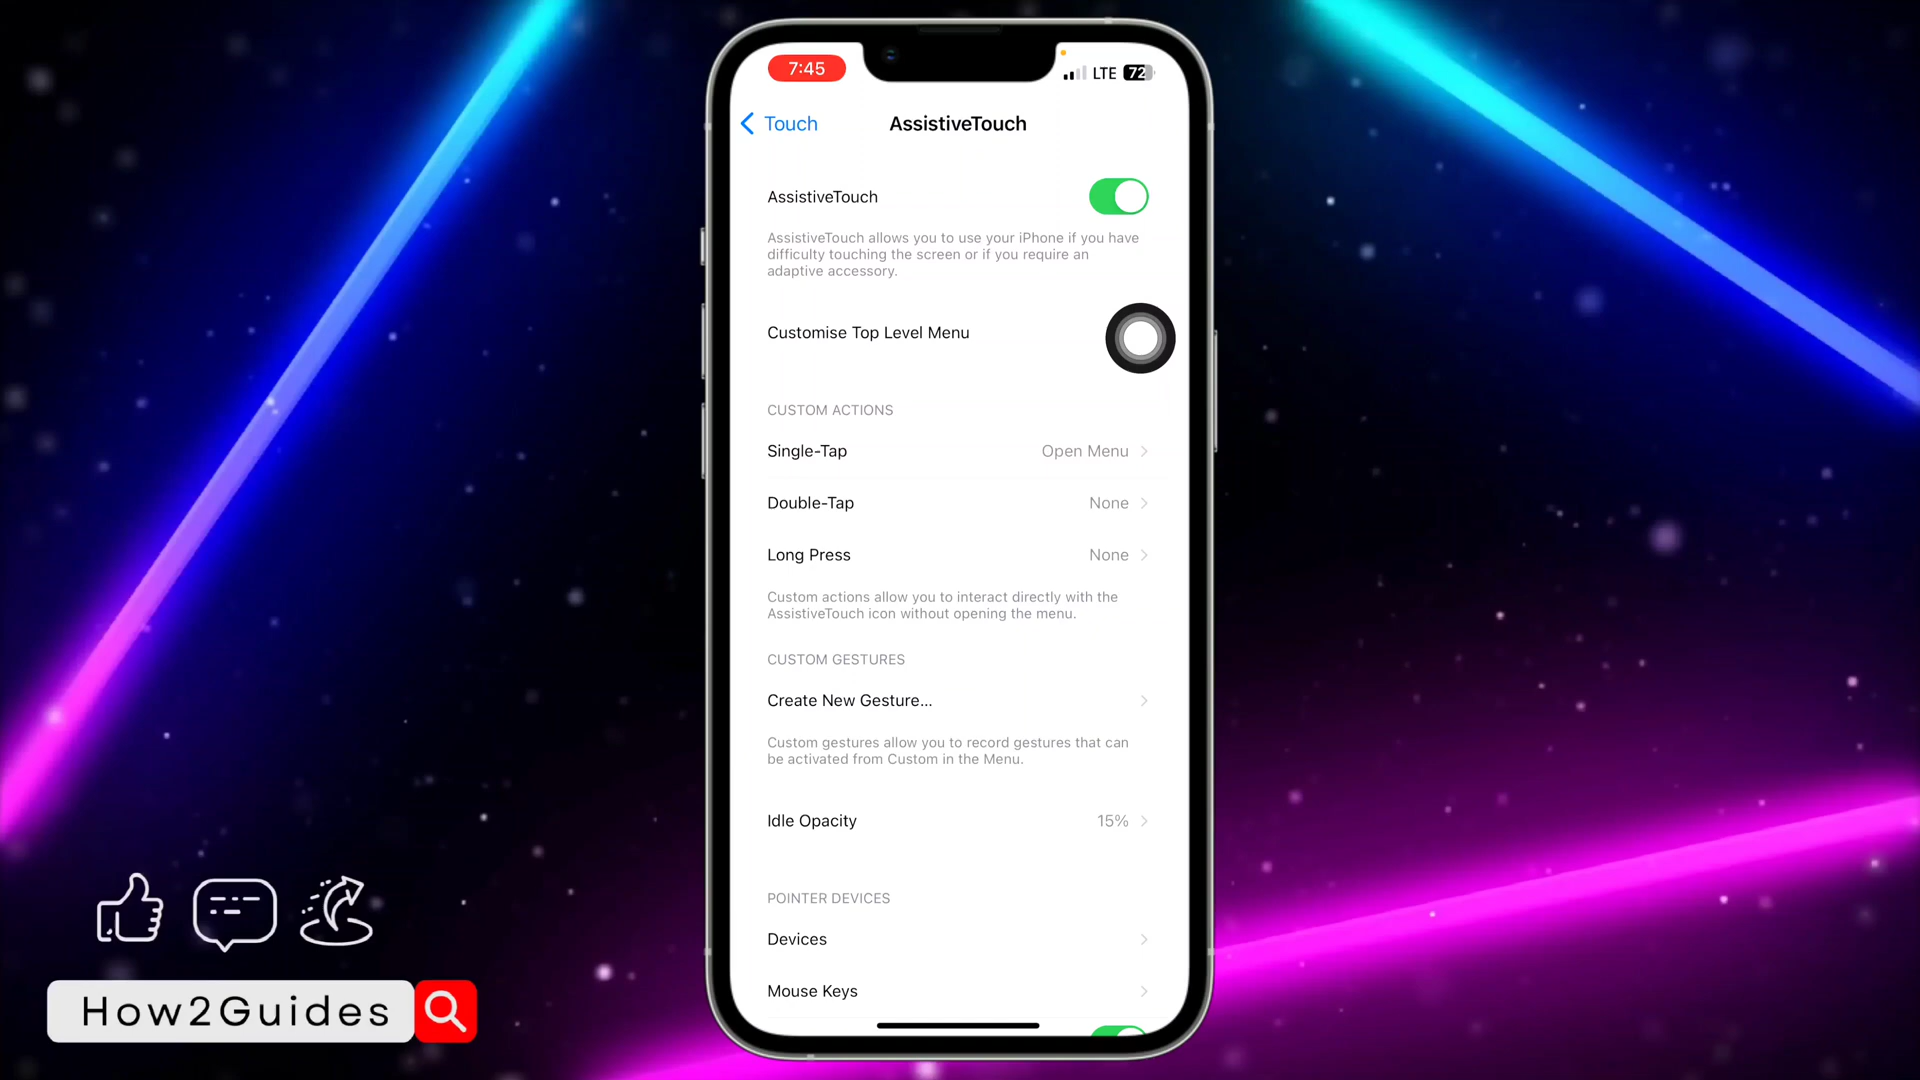 7:45
LTE 72
Touch
AssistiveTouch
AssistiveTouch
AssistiveTouch allows you to use your iPhone if you have
difficulty touching the screen or if you require an
adaptive accessory.
Customise Top Level Menu
CUSTOM ACTIONS
Single-Tap Open Menu
Double-Tap None
Long Press None
Custom actions allow you to interact directly with the
AssistiveTouch icon without opening the menu.
CUSTOM GESTURES
Create New Gesture...
Custom gestures allow you to record gestures that can
be activated from Custom in the Menu.
Idle Opacity 15%
POINTER DEVICES
Devices
Mouse Keys
How2Guides